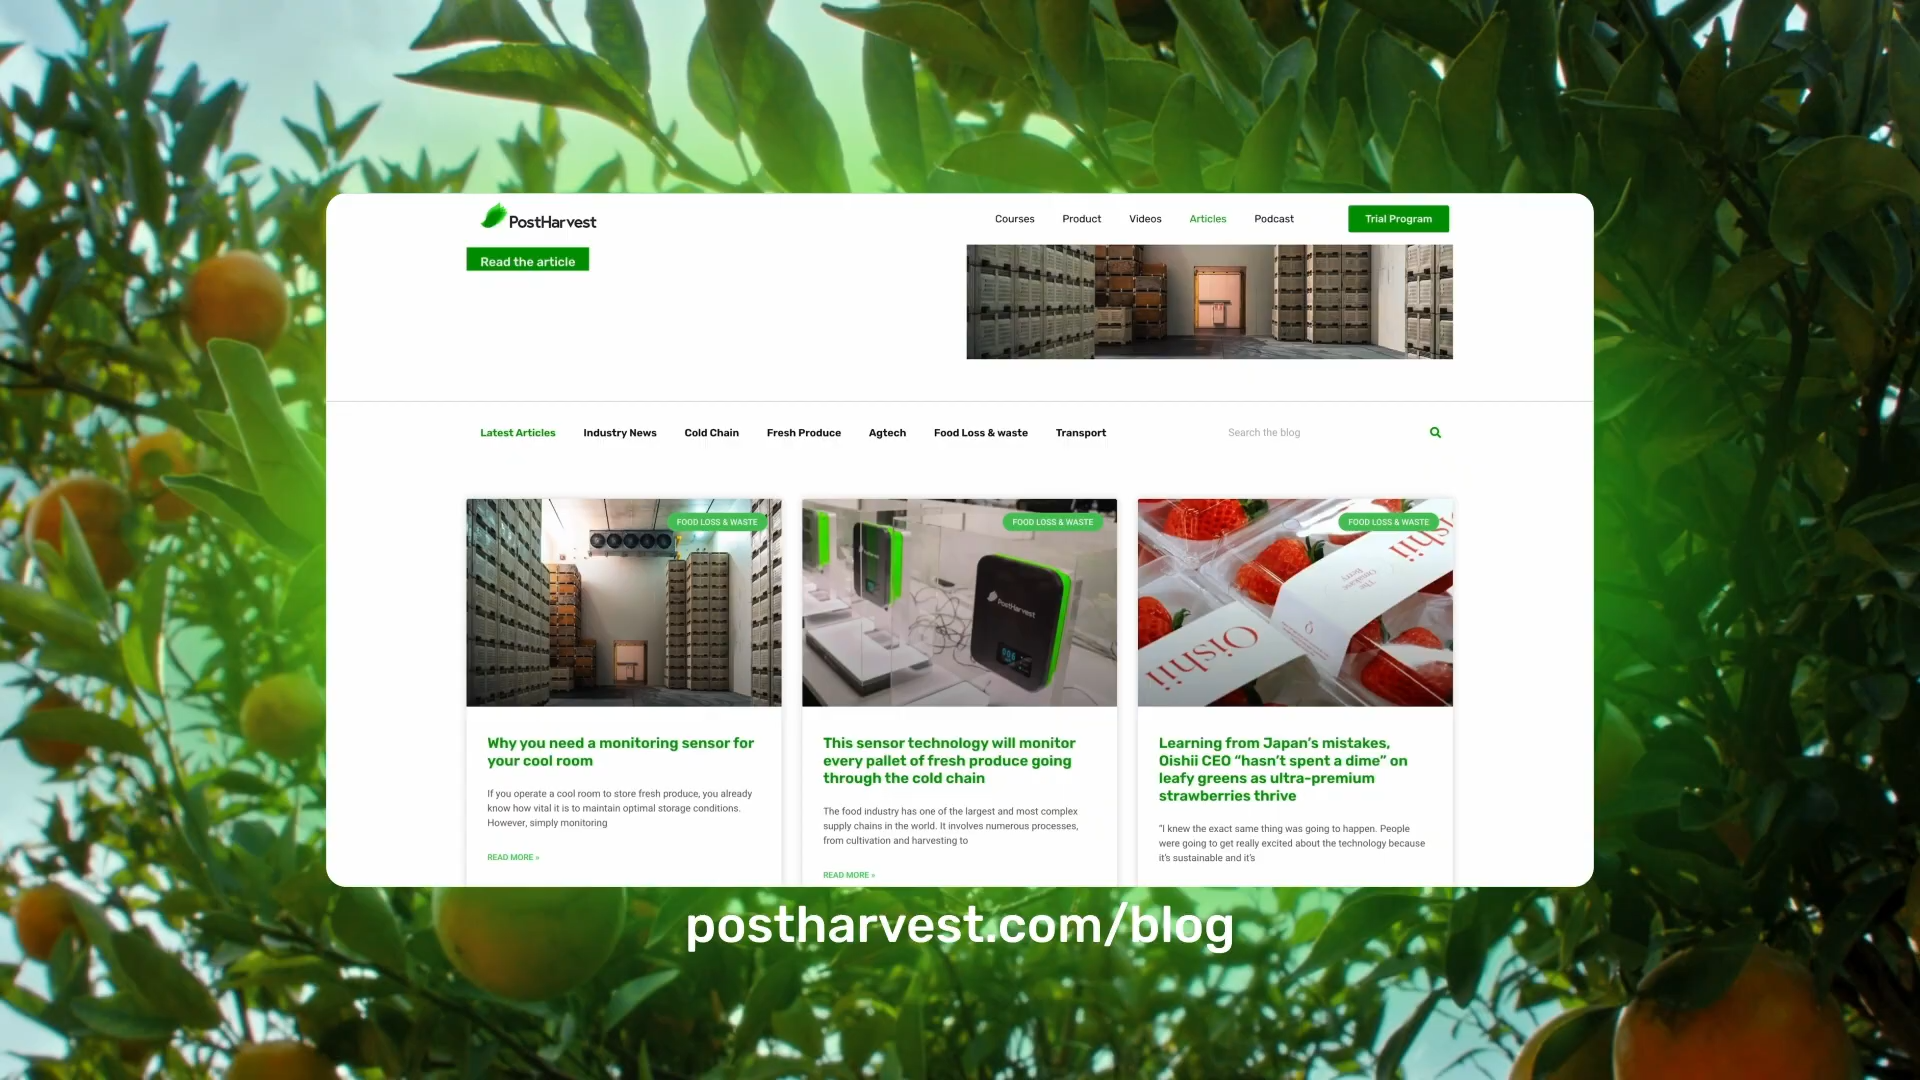 PostHarvest
Courses Product Videos Articles Podcast Trial Program
Read the article
Latest Articles Industry News Cold Chain Fresh Produce Agtech Food Loss & waste Transport Search the blog
FOOD LOSS & WASTE
Why you need a monitoring sensor for
your cool room
If you operate a cool room to store fresh produce, you already
know how vital it is to maintain optimal storage conditions.
However, simply monitoring
READ MORE »
FOOD LOSS & WASTE
PostHarvest
006
This sensor technology will monitor
every pallet of fresh produce going
through the cold chain
The food industry has one of the largest and most complex
supply chains in the world. It involves numerous processes,
from cultivation and harvesting to
READ MORE »
FOOD LOSS & WASTE
Oishii
The
Omakase
Berry
Oishii
Learning from Japan's mistakes,
Oishii CEO “hasn't spent a dime” on
leafy greens as ultra-premium
strawberries thrive
“I knew the exact same thing was going to happen. People
were going to get really excited about the technology because
it's sustainable and it's
postharvest.com/blog